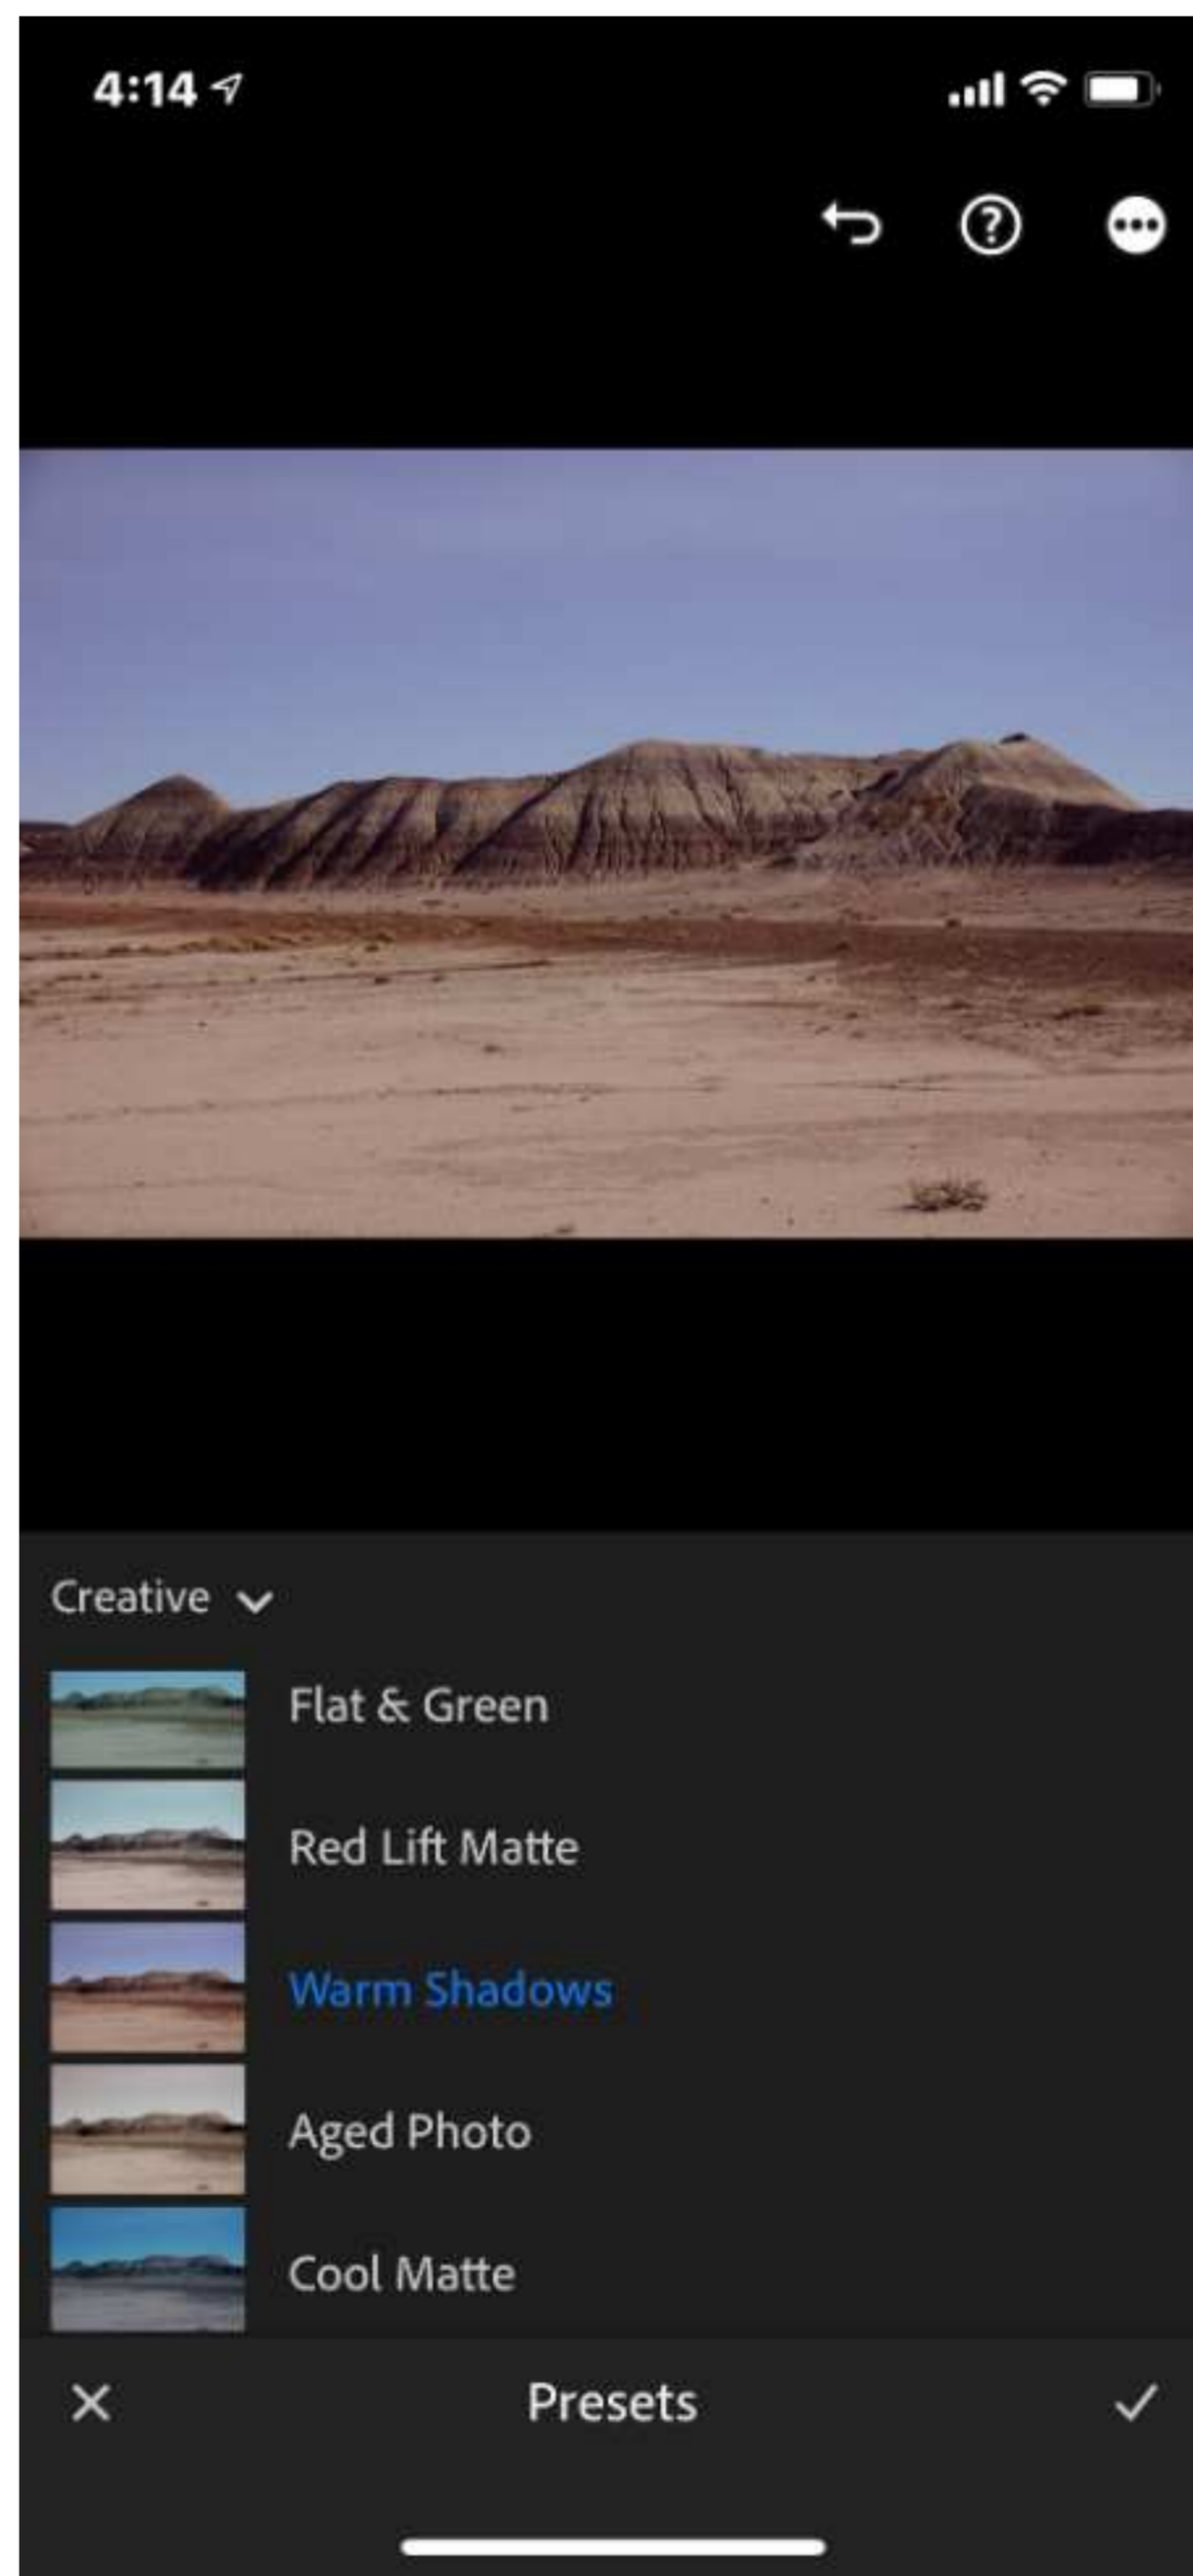 4:14
Creative
Flat & Green
Red Lift Matte
Warm Shadows
Aged Photo
Cool Matte
Presets